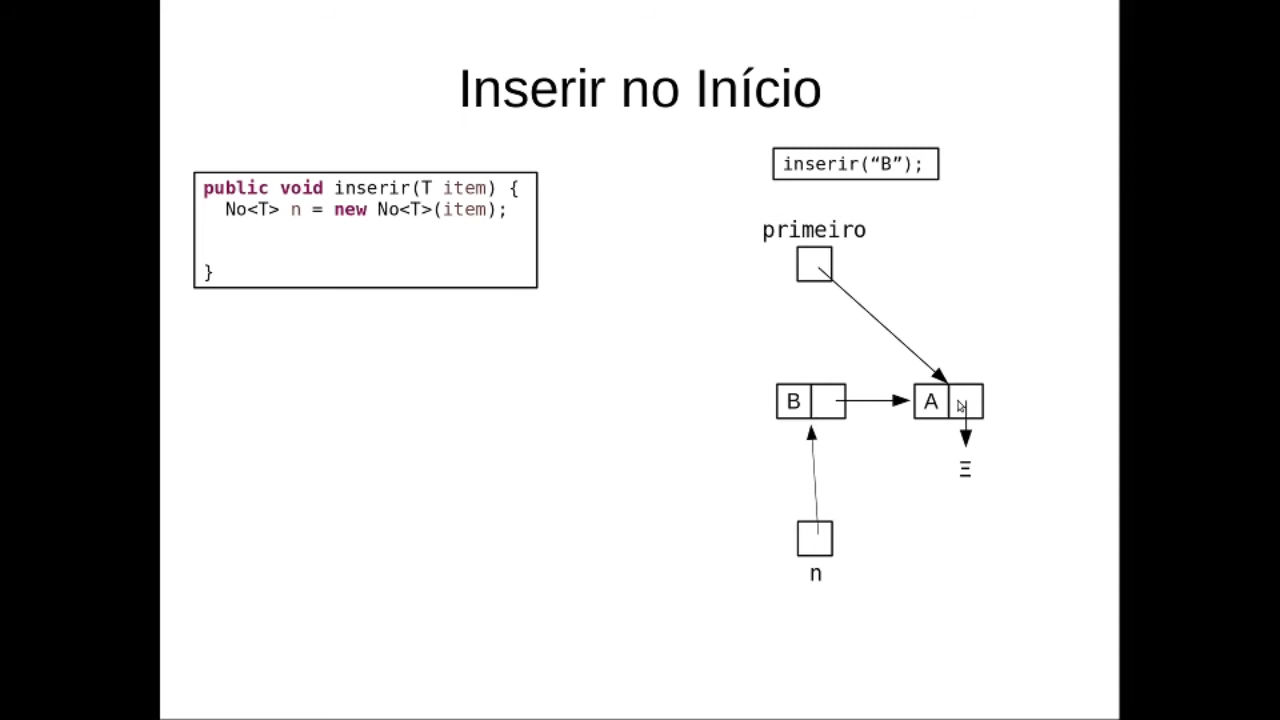 Inserir no Início
public void inserir(T item) {
No<T> n = new No<T>(item);
}
inserir(“B”);
primeiro
B
A
Ξ
n